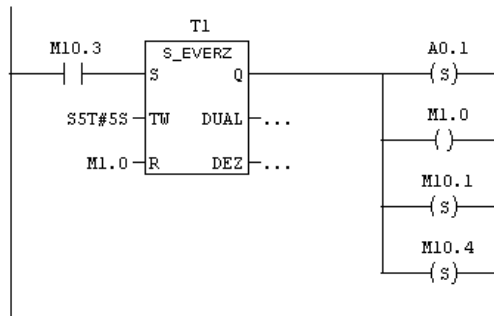 T1
M10.3
S_EVERZ
A0.1
S Q
(S)
S5T#5S
TW DUAL
...
M1.0
( )
M1.0
R DEZ
...
M10.1
(S)
M10.4
(S)